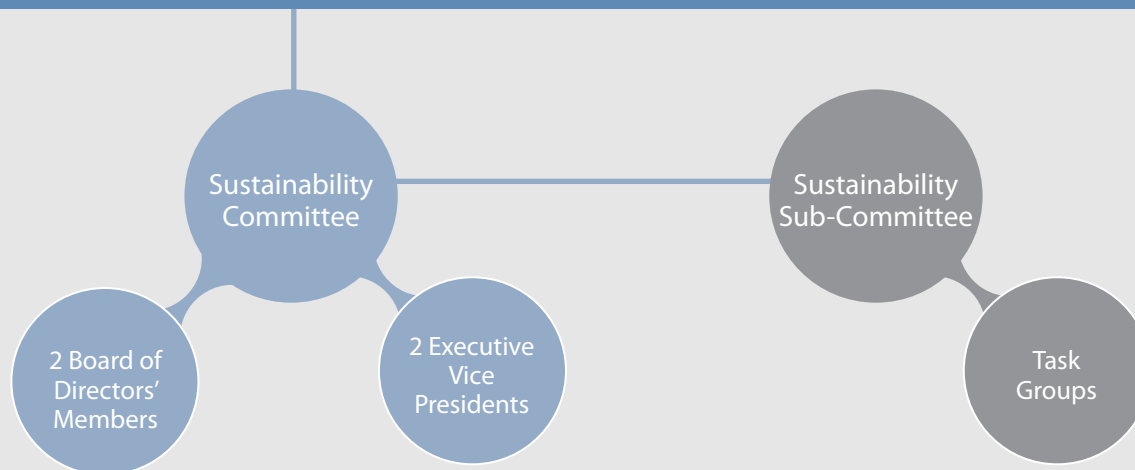 Sustainability
Committee
Sustainability
Sub-Committee
2 Board of
Directors’
Members
2 Executive
Vice
Presidents
Task
Groups